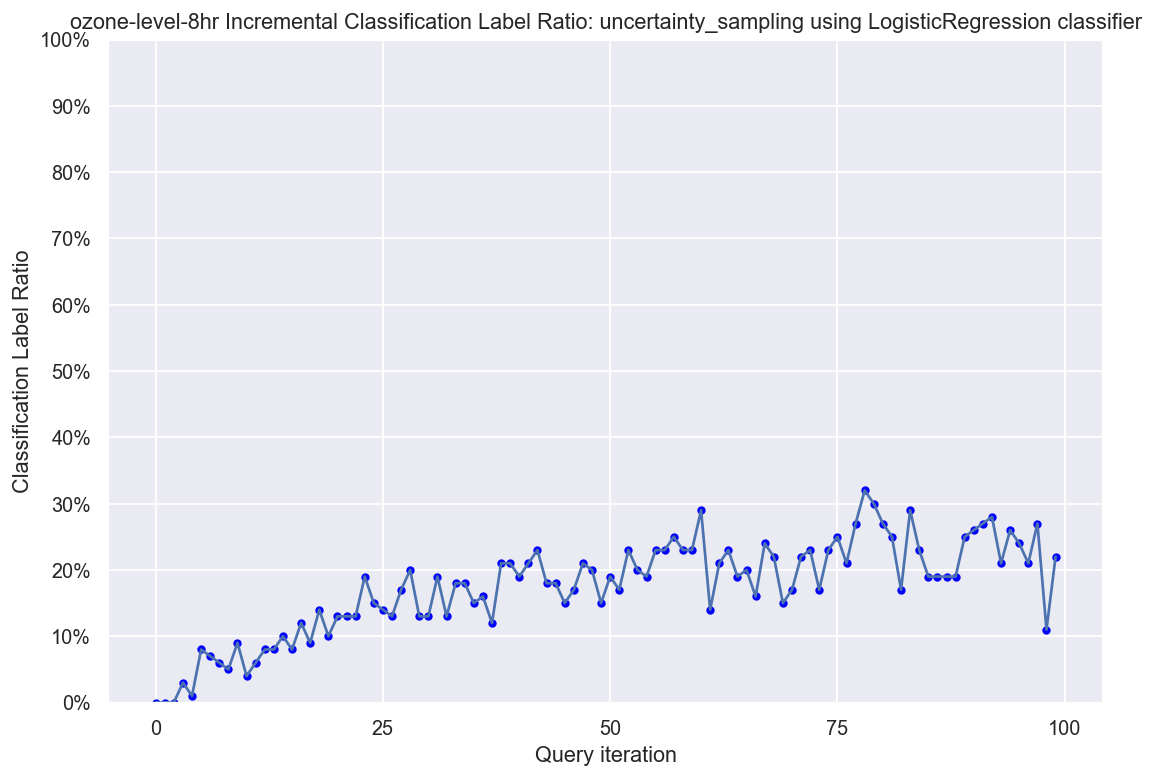 ozone-level-8hr Incremental Classification Label Ratio: uncertainty_sampling using LogisticRegression classifier
100%
90%
80%
70%
60%
50%
40%
30%
20%
10%
0%
Classification Label Ratio
0 25 50 75 100
Query iteration